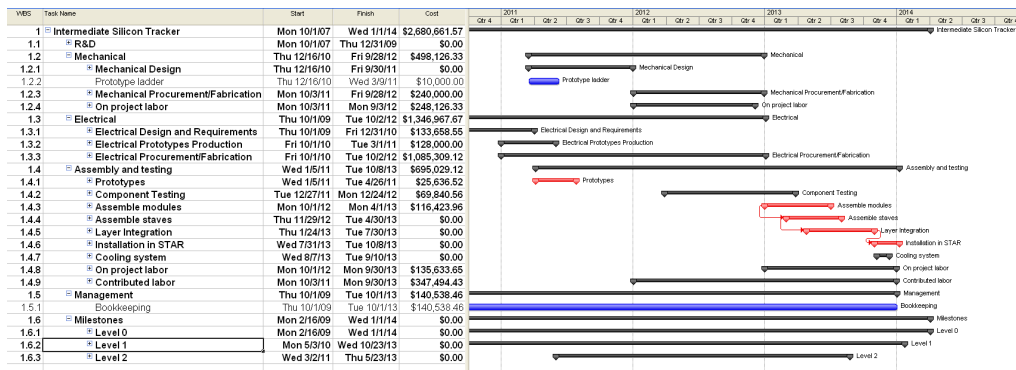 WBS Task Name Start Finish Cost 2011 2012 2013 2014
Qtr 4 Qtr 1 Qtr 2 Qtr 3 Qtr 4 Qtr 1 Qtr 2 Qtr 3 Qtr 4 Qtr 1 Qtr 2 Qtr 3 Qtr 4 Qtr 1 Qtr 2 Qtr 3 Qtr 4
1 Intermediate Silicon Tracker Mon 10/1/07 Wed 1/1/14 $2,680,661.57 Intermediate Silicon Tracker
1.1 R&D Mon 10/1/07 Thu 12/31/09 $0.00
1.2 Mechanical Thu 12/16/10 Fri 9/28/12 $498,126.33 Mechanical
1.2.1 Mechanical Design Thu 12/16/10 Fri 9/30/11 $0.00 Mechanical Design
1.2.2 Prototype ladder Thu 12/16/10 Wed 3/9/11 $10,000.00 Prototype ladder
1.2.3 Mechanical Procurement/Fabrication Mon 10/3/11 Fri 9/28/12 $240,000.00 Mechanical Procurement/Fabrication
1.2.4 On project labor Mon 10/3/11 Mon 9/3/12 $248,126.33 On project labor
1.3 Electrical Thu 10/1/09 Tue 10/2/12 $1,346,967.67 Electrical
1.3.1 Electrical Design and Requirements Thu 10/1/09 Fri 12/31/10 $133,658.55 Electrical Design and Requirements
1.3.2 Electrical Prototypes Production Fri 10/1/10 Tue 3/1/11 $128,000.00 Electrical Prototypes Production
1.3.3 Electrical Procurement/Fabrication Fri 10/1/10 Tue 10/2/12 $1,085,309.12 Electrical Procurement/Fabrication
1.4 Assembly and testing Wed 1/5/11 Tue 10/8/13 $695,029.12 Assembly and testing
1.4.1 Prototypes Wed 1/5/11 Tue 4/26/11 $25,636.52 Prototypes
1.4.2 Component Testing Tue 12/27/11 Mon 12/24/12 $69,840.56 Component Testing
1.4.3 Assemble modules Mon 10/1/12 Mon 4/1/13 $116,423.96 Assemble modules
1.4.4 Assemble staves Thu 11/29/12 Tue 4/30/13 $0.00 Assemble staves
1.4.5 Layer Integration Thu 1/24/13 Tue 7/30/13 $0.00 Layer Integration
1.4.6 Installation in STAR Wed 7/31/13 Tue 10/8/13 $0.00 Installation in STAR
1.4.7 Cooling system Wed 8/7/13 Tue 9/10/13 $0.00 Cooling system
1.4.8 On project labor Mon 10/1/12 Mon 9/30/13 $135,633.65 On project labor
1.4.9 Contributed labor Mon 10/3/11 Mon 9/30/13 $347,494.43 Contributed labor
1.5 Management Thu 10/1/09 Tue 10/1/13 $140,538.46 Management
1.5.1 Bookkeeping Thu 10/1/09 Tue 10/1/13 $140,538.46 Bookkeeping
1.6 Milestones Mon 2/16/09 Wed 1/1/14 $0.00 Milestones
1.6.1 Level 0 Mon 2/16/09 Wed 1/1/14 $0.00 Level 0
1.6.2 Level 1 Mon 5/3/10 Wed 10/23/13 $0.00 Level 1
1.6.3 Level 2 Wed 3/2/11 Thu 5/23/13 $0.00 Level 2